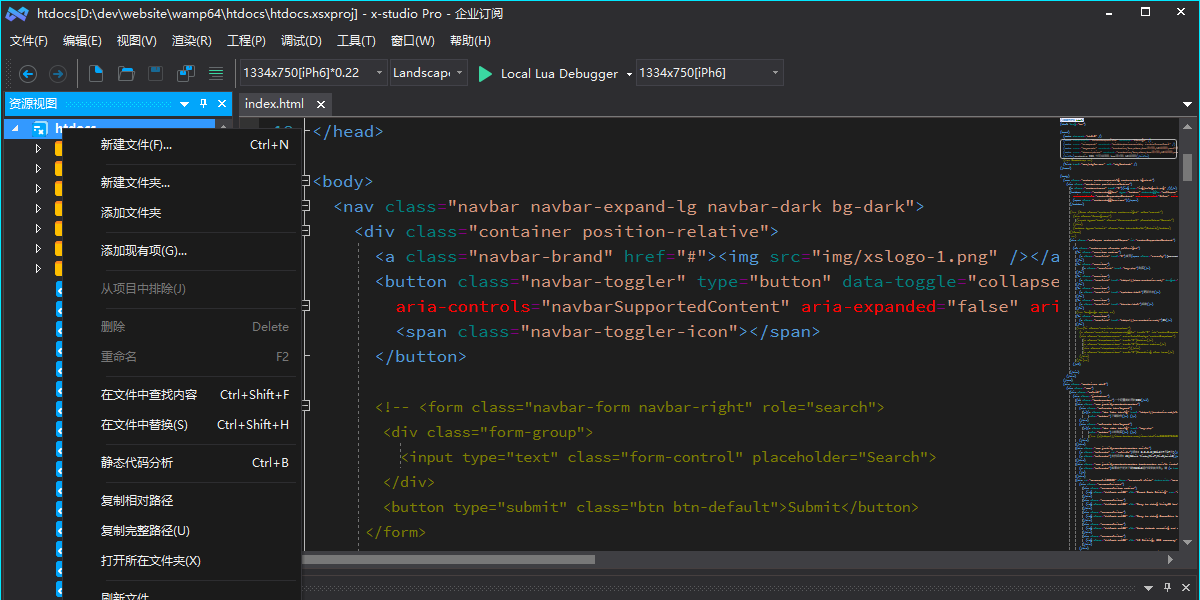 htdocs[D:\dev\website\wamp64\htdocs\htdocs.xsxproj] - x-studio Pro - 企业订阅
文件(F) 编辑(E) 视图(V) 渲染(R) 工程(P) 调试(D) 工具(T) 窗口(W) 帮助(H)
1334x750[iPh6]*0.22 Landscap Local Lua Debugger 1334x750[iPh6]
资源视图
index.html
htdocs
新建文件(F)... Ctrl+N
新建文件夹...
添加文件夹
添加现有项(G)...
从项目中排除(J)
删除 Delete
重命名 F2
在文件中查找内容 Ctrl+Shift+F
在文件中替换(S) Ctrl+Shift+H
静态代码分析 Ctrl+B
复制相对路径
复制完整路径(U)
打开所在文件夹(X)
刷新文件
</head>
<body>
<nav class="navbar navbar-expand-lg navbar-dark bg-dark">
<div class="container position-relative">
<a class="navbar-brand" href="#"><img src="img/xslogo-1.png" /></a
<button class="navbar-toggler" type="button" data-toggle="collapse
aria-controls="navbarSupportedContent" aria-expanded="false" ari
<span class="navbar-toggler-icon"></span>
</button>
<!-- <form class="navbar-form navbar-right" role="search">
<div class="form-group">
<input type="text" class="form-control" placeholder="Search">
</div>
<button type="submit" class="btn btn-default">Submit</button>
</form>